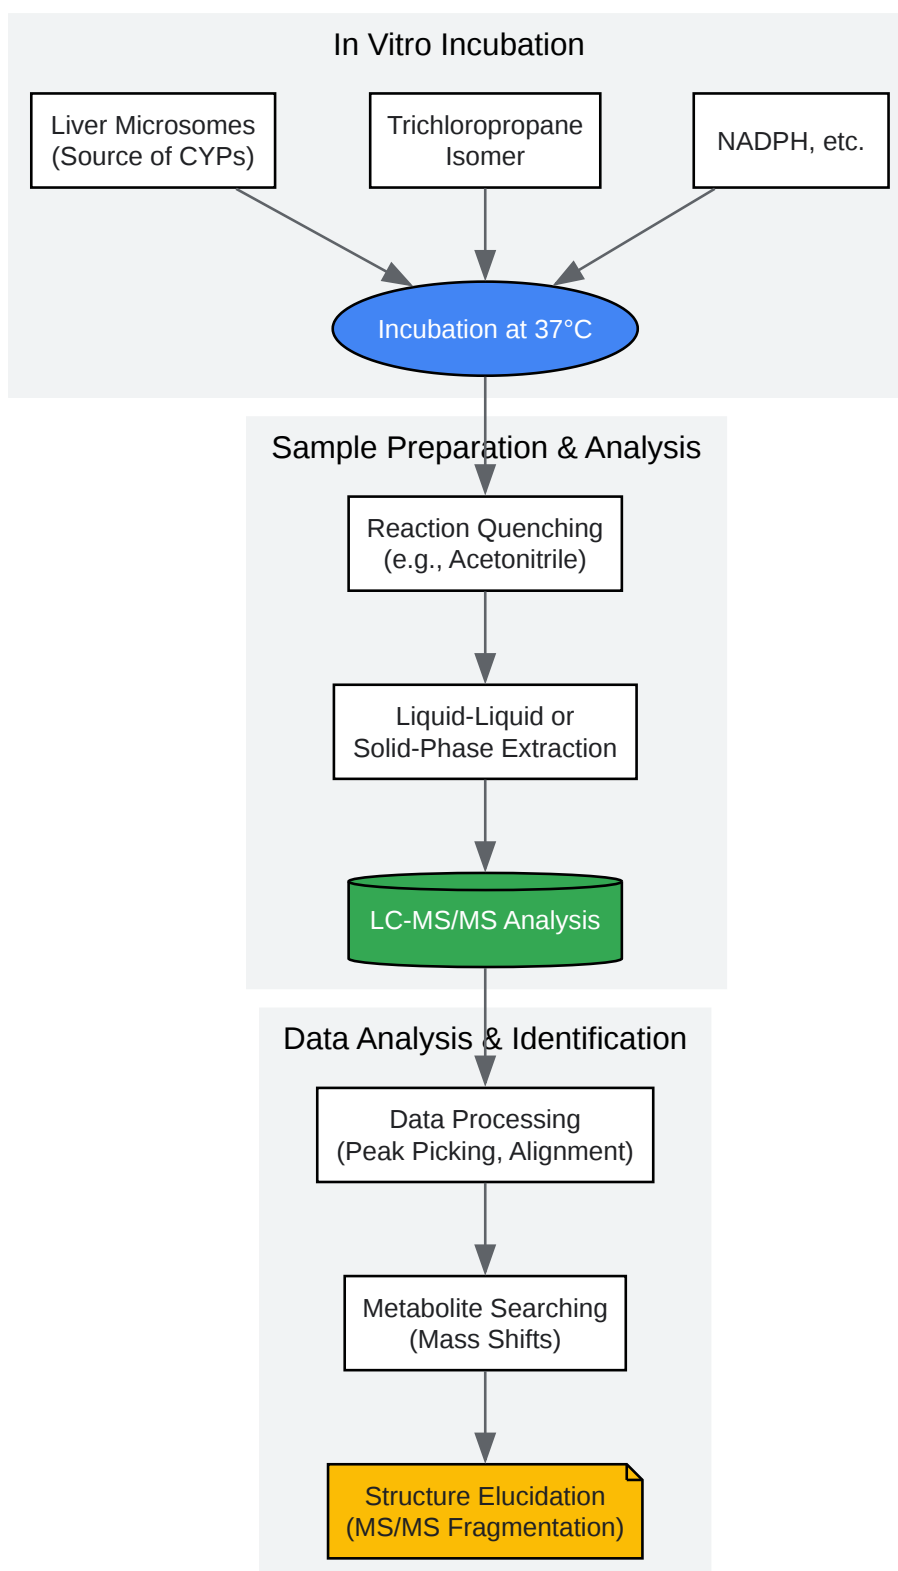 In Vitro Incubation
Liver Microsomes
(Source of CYPs)
Trichloropropane
Isomer
NADPH, etc.
Incubation at 37°C
Sample Preparation & Analysis
Reaction Quenching
(e.g., Acetonitrile)
Liquid-Liquid or
Solid-Phase Extraction
LC-MS/MS Analysis
Data Analysis & Identification
Data Processing
(Peak Picking, Alignment)
Metabolite Searching
(Mass Shifts)
Structure Elucidation
(MS/MS Fragmentation)